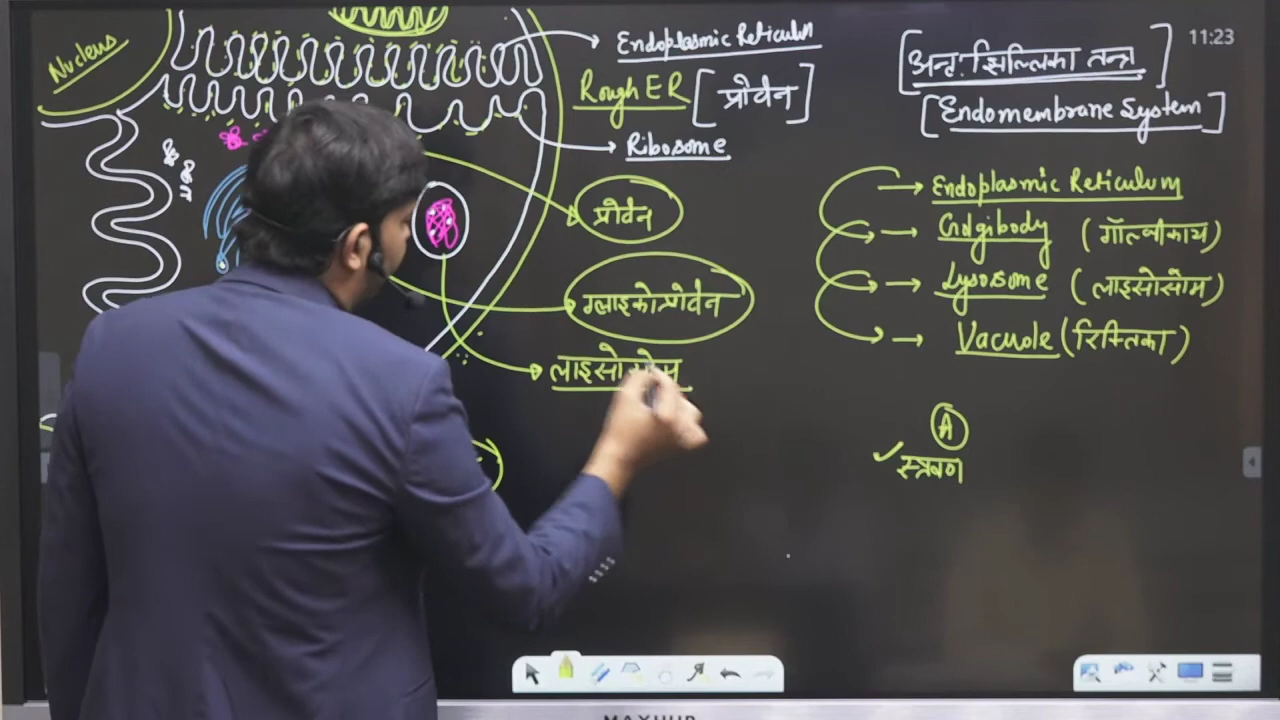 Nucleus
Endoplasmic Reticulum
Rough ER [प्रोटीन]
Ribosome
प्रोटीन
ग्लाइकोप्रोटीन
लाइसोसोम
[अन्तः झिल्लिका तन्त्र]
[Endomembrane System]
11:23
→ Endoplasmic Reticulum
→ Golgibody (गॉल्जीकाय)
→ Lysosome (लाइसोसोम)
→ Vacuole (रिक्तिका)
A
✓ स्त्रवण